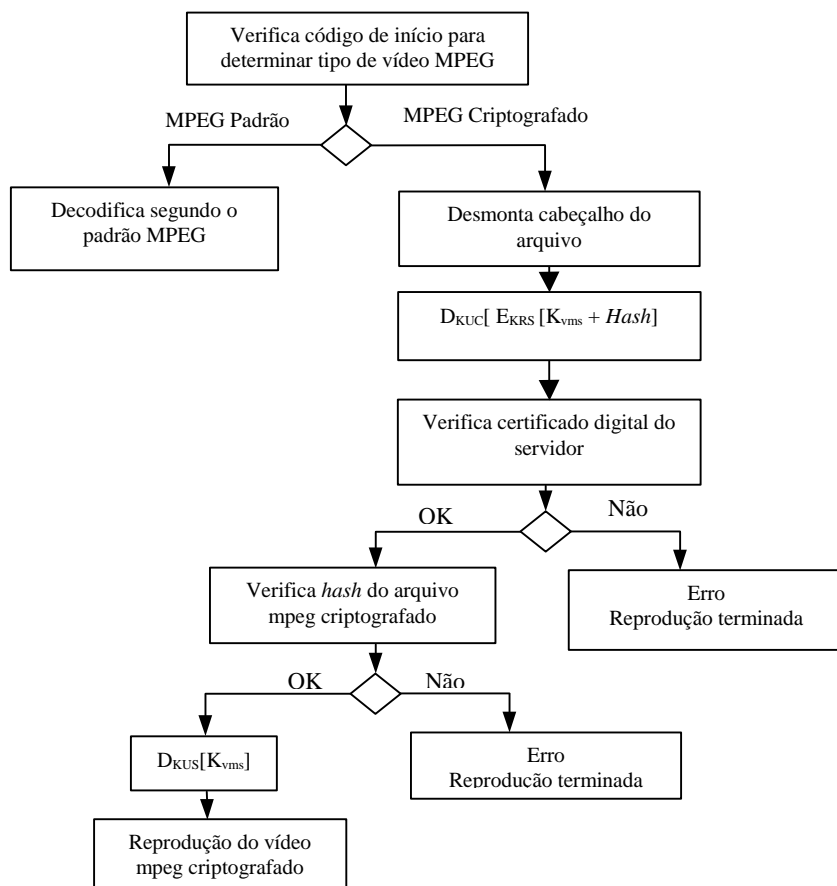 Verifica código de início para
determinar tipo de vídeo MPEG
MPEG Padrão
MPEG Criptografado
Decodifica segundo o
padrão MPEG
Desmonta cabeçalho do
arquivo
DKUC[ EKRS [Kvms + Hash]
Verifica certificado digital do
servidor
OK
Não
Verifica hash do arquivo
mpeg criptografado
Erro
Reprodução terminada
OK
Não
DKUS[Kvms]
Erro
Reprodução terminada
Reprodução do vídeo
mpeg criptografado